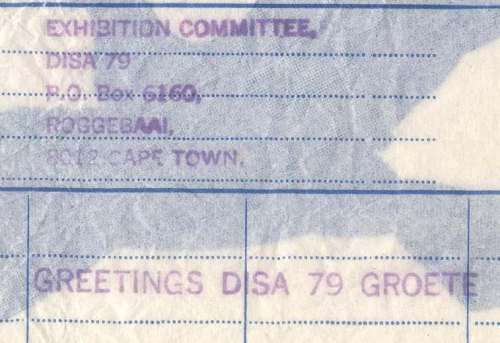 EXHIBITION COMMITTEE,
DISA 79
P.O. Box 6160,
ROGGEBAAI,
8012 CAPE TOWN.
GREETINGS DISA 79 GROETE